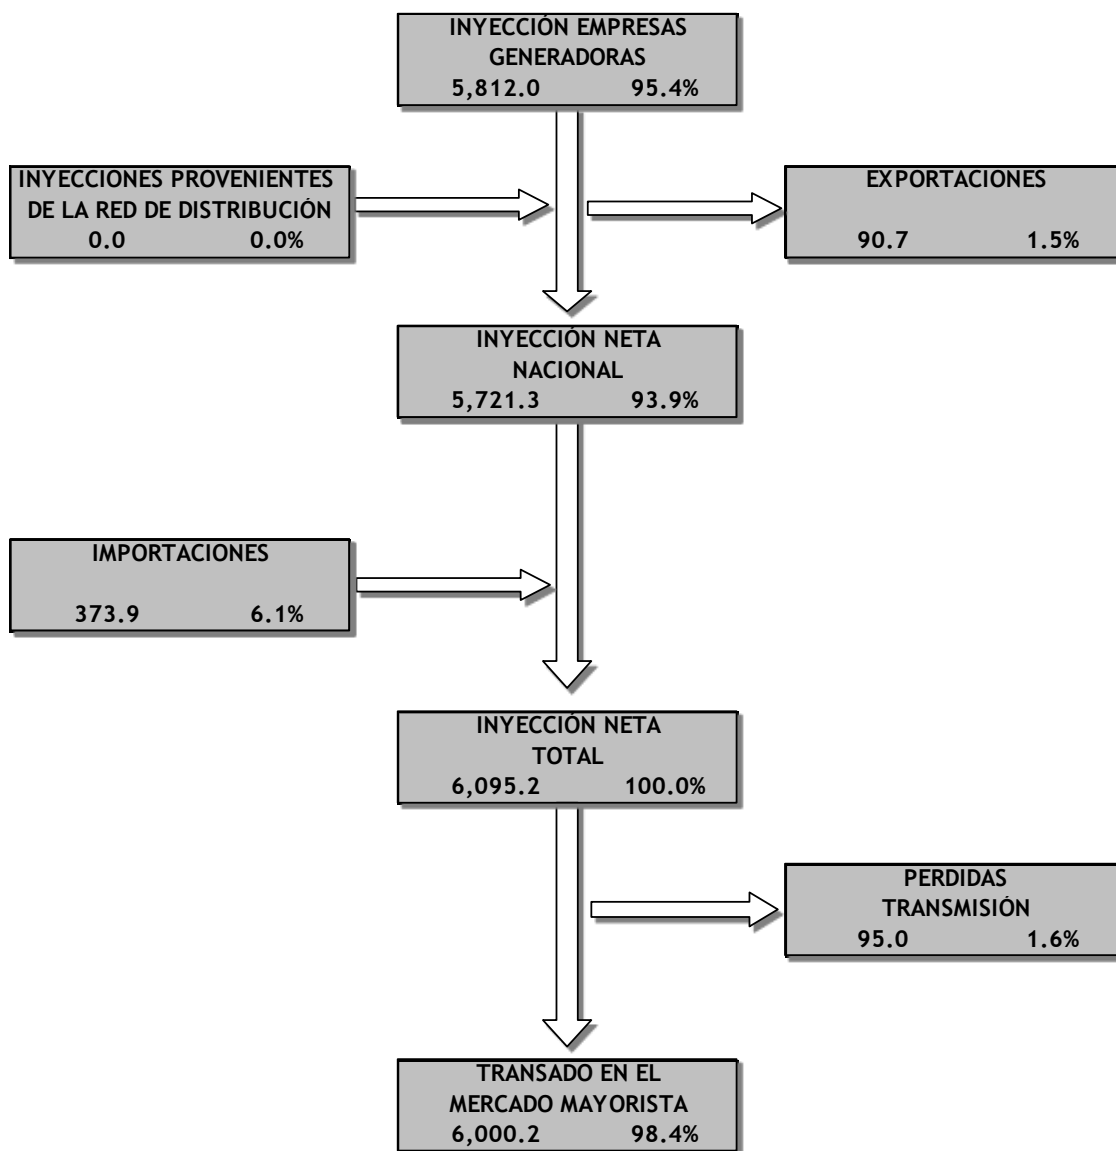 INYECCIÓN EMPRESAS
GENERADORAS
5,812.0 95.4%
INYECCIONES PROVENIENTES
DE LA RED DE DISTRIBUCIÓN
0.0 0.0%
EXPORTACIONES
90.7 1.5%
INYECCIÓN NETA
NACIONAL
5,721.3 93.9%
IMPORTACIONES
373.9 6.1%
INYECCIÓN NETA
TOTAL
6,095.2 100.0%
PERDIDAS
TRANSMISIÓN
95.0 1.6%
TRANSADO EN EL
MERCADO MAYORISTA
6,000.2 98.4%